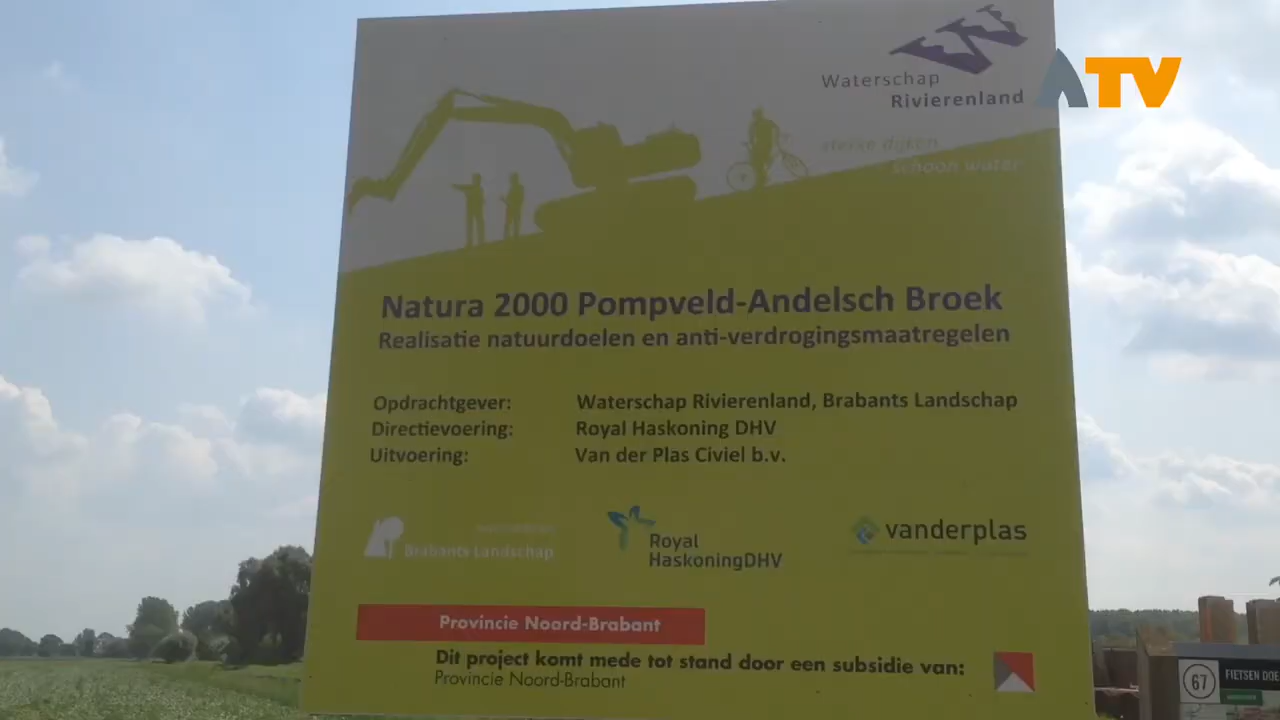 Waterschap
Rivierenland
ATV
sterke dijken
schoon water
Natura 2000 Pompveld-Andelsch Broek
Realisatie natuurdoelen en anti-verdrogingsmaatregelen
Opdrachtgever: Waterschap Rivierenland, Brabants Landschap
Directievoering: Royal Haskoning DHV
Uitvoering: Van der Plas Civiel b.v.
Brabants Landschap
Royal
HaskoningDHV
vanderplas
Provincie Noord-Brabant
Dit project komt mede tot stand door een subsidie van:
Provincie Noord-Brabant
67
FIETSEN DOE